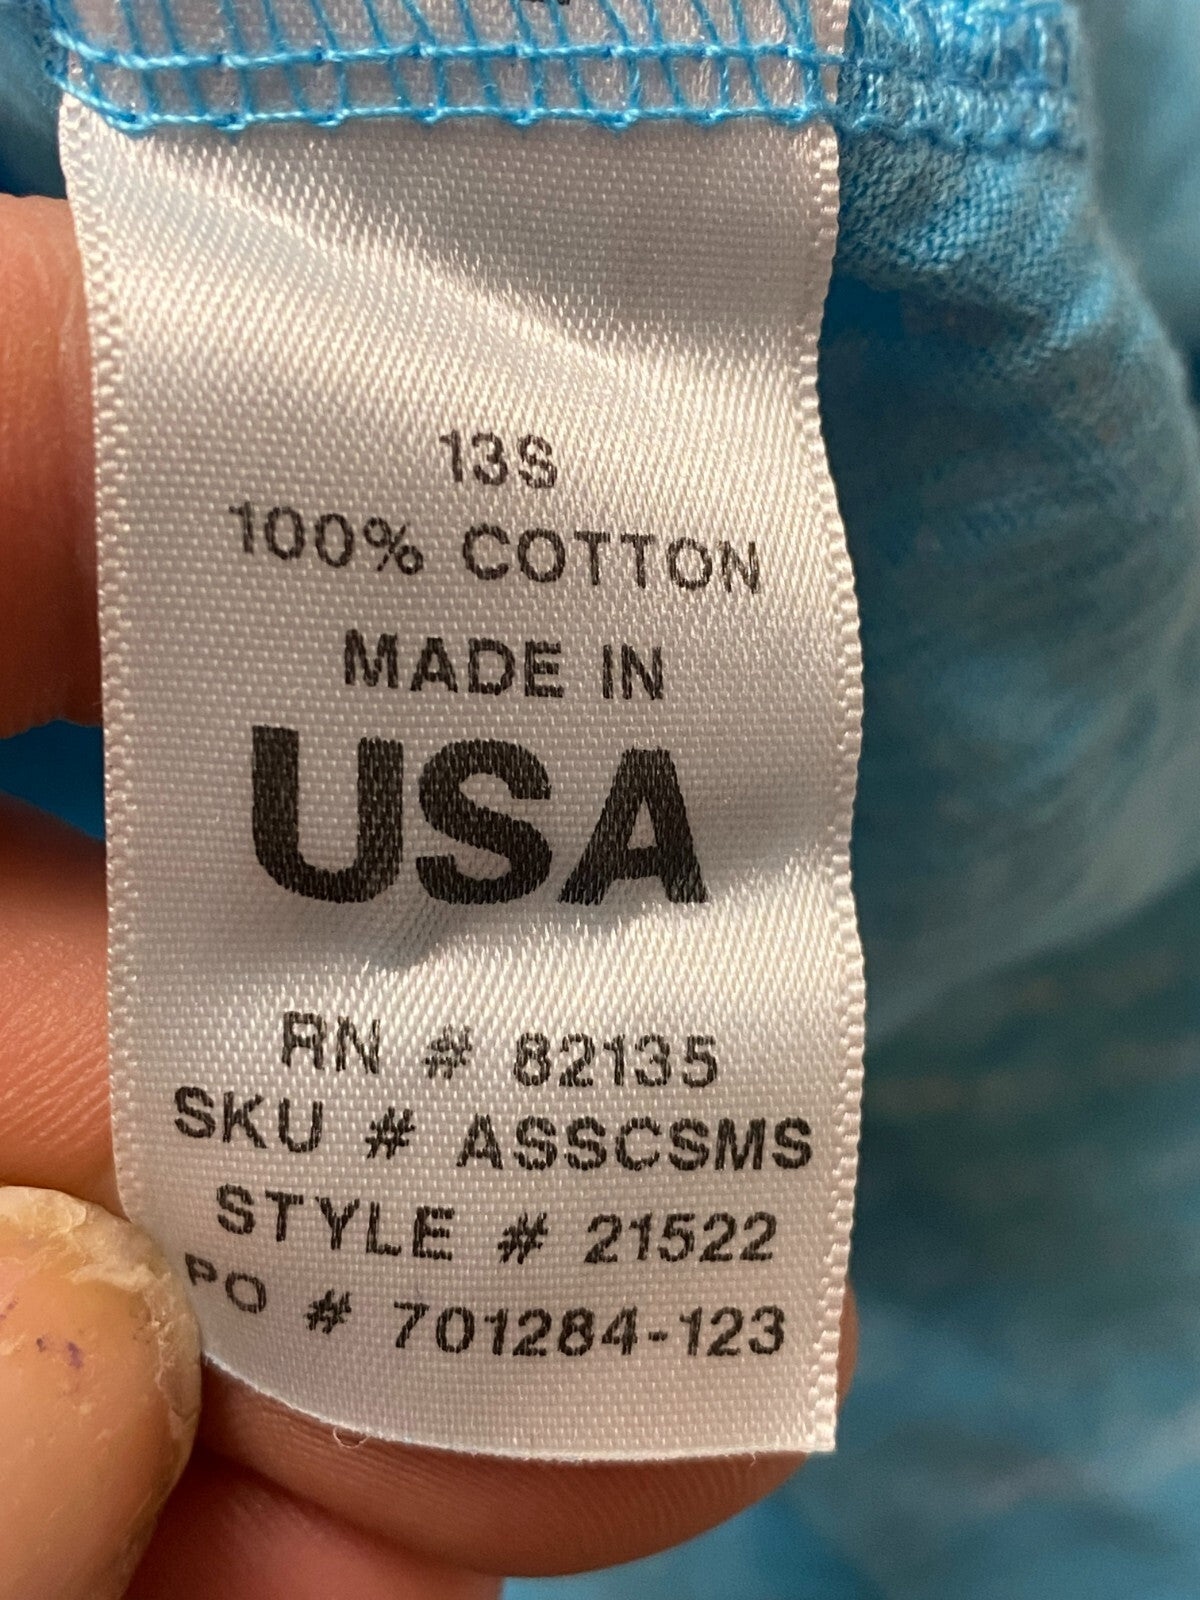 13S
100% COTTON
MADE IN
USA
RN # 82135
SKU # ASSCSMS
STYLE # 21522
PO # 701284-123